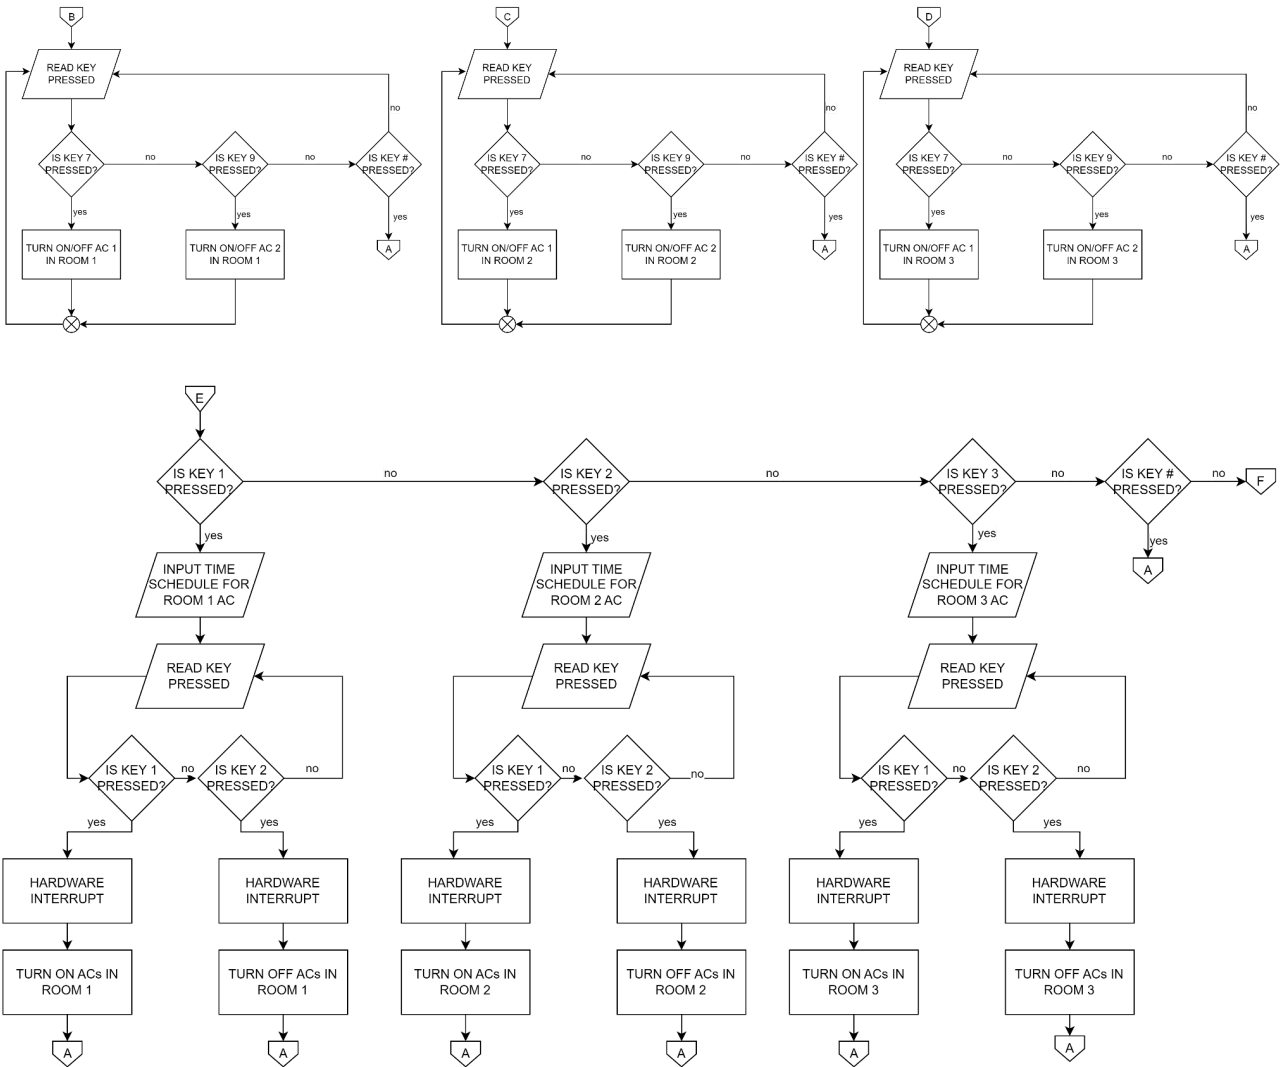 B
READ KEY
PRESSED
no
IS KEY 7
PRESSED?
no
IS KEY 9
PRESSED?
no
IS KEY #
PRESSED?
yes
yes
yes
TURN ON/OFF AC 1
IN ROOM 1
TURN ON/OFF AC 2
IN ROOM 1
A
C
READ KEY
PRESSED
no
IS KEY 7
PRESSED?
no
IS KEY 9
PRESSED?
no
IS KEY #
PRESSED?
yes
yes
yes
TURN ON/OFF AC 1
IN ROOM 2
TURN ON/OFF AC 2
IN ROOM 2
A
D
READ KEY
PRESSED
no
IS KEY 7
PRESSED?
no
IS KEY 9
PRESSED?
no
IS KEY #
PRESSED?
yes
yes
yes
TURN ON/OFF AC 1
IN ROOM 3
TURN ON/OFF AC 2
IN ROOM 3
A
E
IS KEY 1
PRESSED?
no
IS KEY 2
PRESSED?
no
IS KEY 3
PRESSED?
no
IS KEY #
PRESSED?
no
F
yes
yes
yes
yes
A
INPUT TIME
SCHEDULE FOR
ROOM 1 AC
READ KEY
PRESSED
IS KEY 1
PRESSED?
no
IS KEY 2
PRESSED?
no
yes
yes
HARDWARE
INTERRUPT
HARDWARE
INTERRUPT
TURN ON ACs IN
ROOM 1
TURN OFF ACs IN
ROOM 1
A
A
INPUT TIME
SCHEDULE FOR
ROOM 2 AC
READ KEY
PRESSED
IS KEY 1
PRESSED?
no
IS KEY 2
PRESSED?
no
yes
yes
HARDWARE
INTERRUPT
HARDWARE
INTERRUPT
TURN ON ACs IN
ROOM 2
TURN OFF ACs IN
ROOM 2
A
A
INPUT TIME
SCHEDULE FOR
ROOM 3 AC
READ KEY
PRESSED
IS KEY 1
PRESSED?
no
IS KEY 2
PRESSED?
no
yes
yes
HARDWARE
INTERRUPT
HARDWARE
INTERRUPT
TURN ON ACs IN
ROOM 3
TURN OFF ACs IN
ROOM 3
A
A